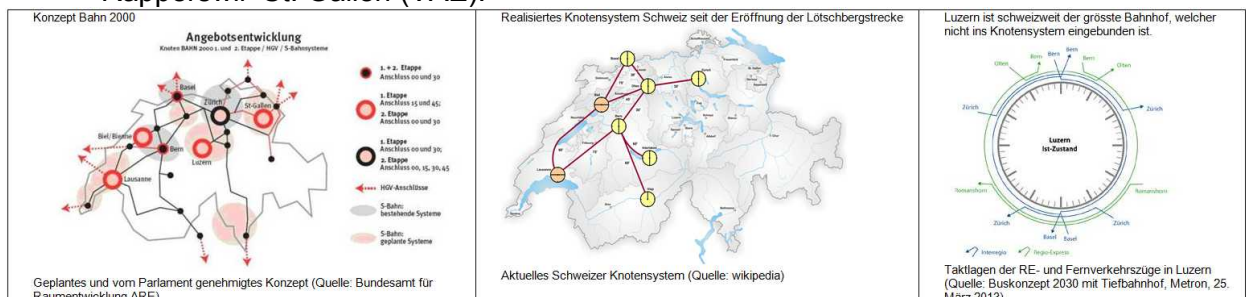 Rapperswil–St. Gallen (VAE).
Konzept Bahn 2000
Angebotsentwicklung
Knoten BAHN 2000 1. und 2. Etappe / HGV / S-Bahnsysteme
Basel
Zürich
St-Gallen
Biel/Bienne
Bern
Luzern
Lausanne
1. + 2. Etappe
Anschluss 00 und 30
1. Etappe
Anschluss 15 und 45;
2. Etappe
Anschluss 00 und 30
1. Etappe
Anschluss 00 und 30;
2. Etappe
Anschluss 00, 15, 30, 45
HGV-Anschlüsse
S-Bahn:
bestehende Systeme
S-Bahn:
geplante Systeme
Geplantes und vom Parlament genehmigtes Konzept (Quelle: Bundesamt für
Raumentwicklung ARE)
Realisiertes Knotensystem Schweiz seit der Eröffnung der Lötschbergstrecke
Aktuelles Schweizer Knotensystem (Quelle: wikipedia)
Luzern ist schweizweit der grösste Bahnhof, welcher
nicht ins Knotensystem eingebunden ist.
Bern
Bern
Olten
Olten
Zürich
Zürich
Luzern
Ist-Zustand
Romanshorn
Romanshorn
Zürich
Zürich
Basel
Basel
Interregio
Regio-Express
Taktlagen der RE- und Fernverkehrszüge in Luzern
(Quelle: Buskonzept 2030 mit Tiefbahnhof, Metron, 25.
März 2013)